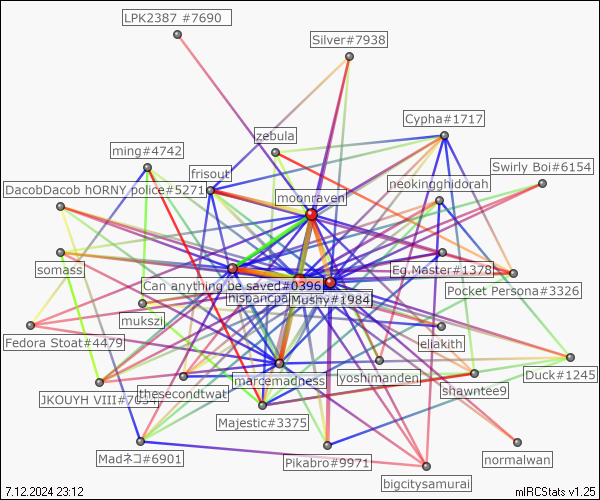 LPK2387 #7690
Silver#7938
Cypha#1717
zebula
ming#4742
Swirly Boi#6154
frisout
neokingghidorah
DacobDacob hORNY police#5271
moonraven
somass
Eg.Master#1378
Can anything be saved#0396
Pocket Persona#3326
Mushy#1984
mukszi
Fedora Stoat#4479
eliakith
marcemadness
yoshimanden
Duck#1245
thesecondtwat
shawntee9
JKOUYH VIII
Majestic#3375
Madネコ#6901
Pikabro#9971
normalwan
bigcitysamurai
7.12.2024 23:12
mIRCStats v1.25